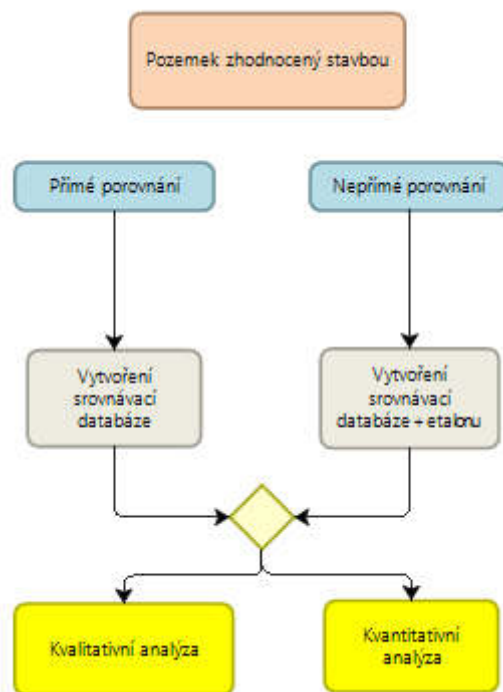 Pozemek zhodnocený stavbou
Přímé porovnání
Nepřímé porovnání
Vytvoření
srovnávací
databáze
Vytvoření
srovnávací
databáze + etalonu
Kvalitativní analýza
Kvantitativní
analýza